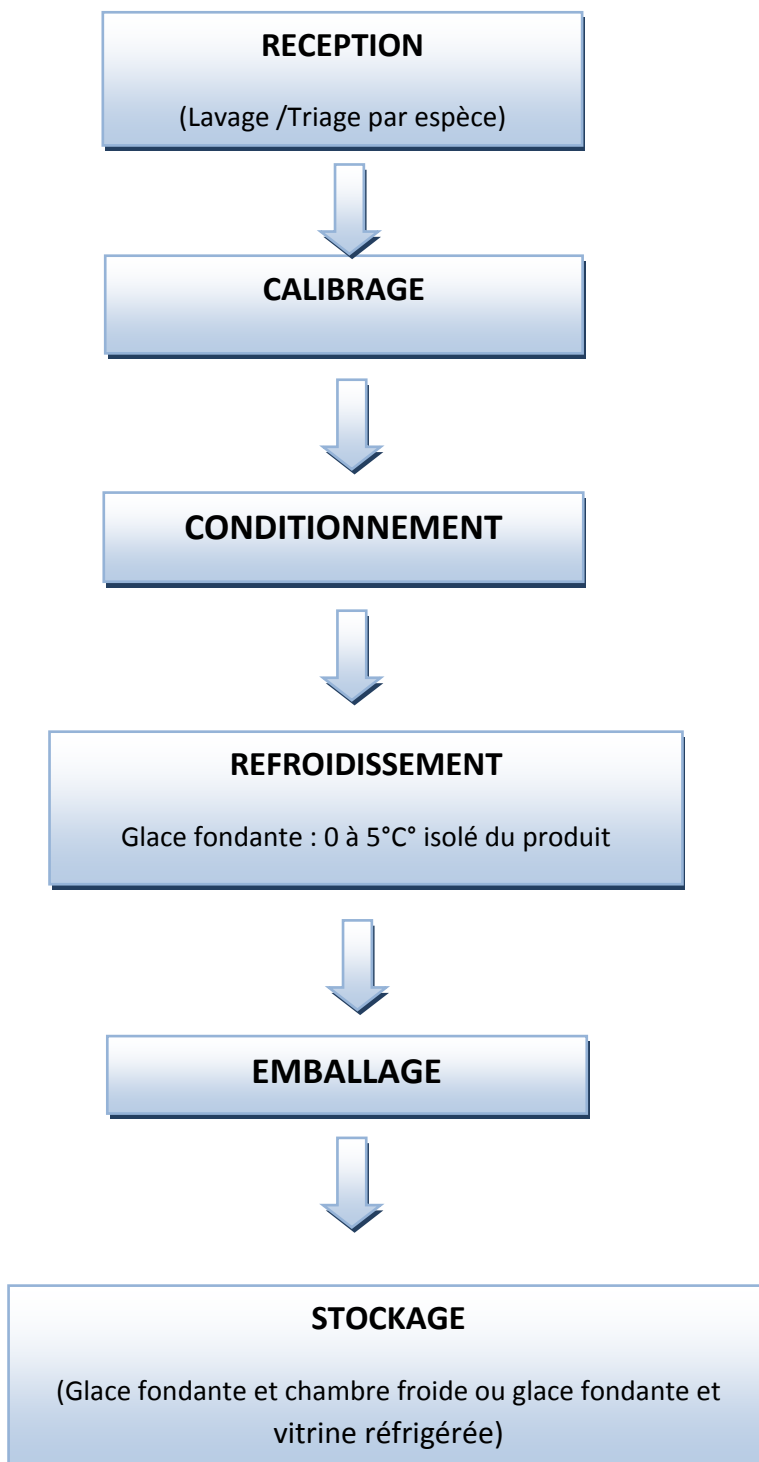 RECEPTION
(Lavage /Triage par espèce)
CALIBRAGE
CONDITIONNEMENT
REFROIDISSEMENT
Glace fondante : 0 à 5°C° isolé du produit
EMBALLAGE
STOCKAGE
(Glace fondante et chambre froide ou glace fondante et
vitrine réfrigérée)